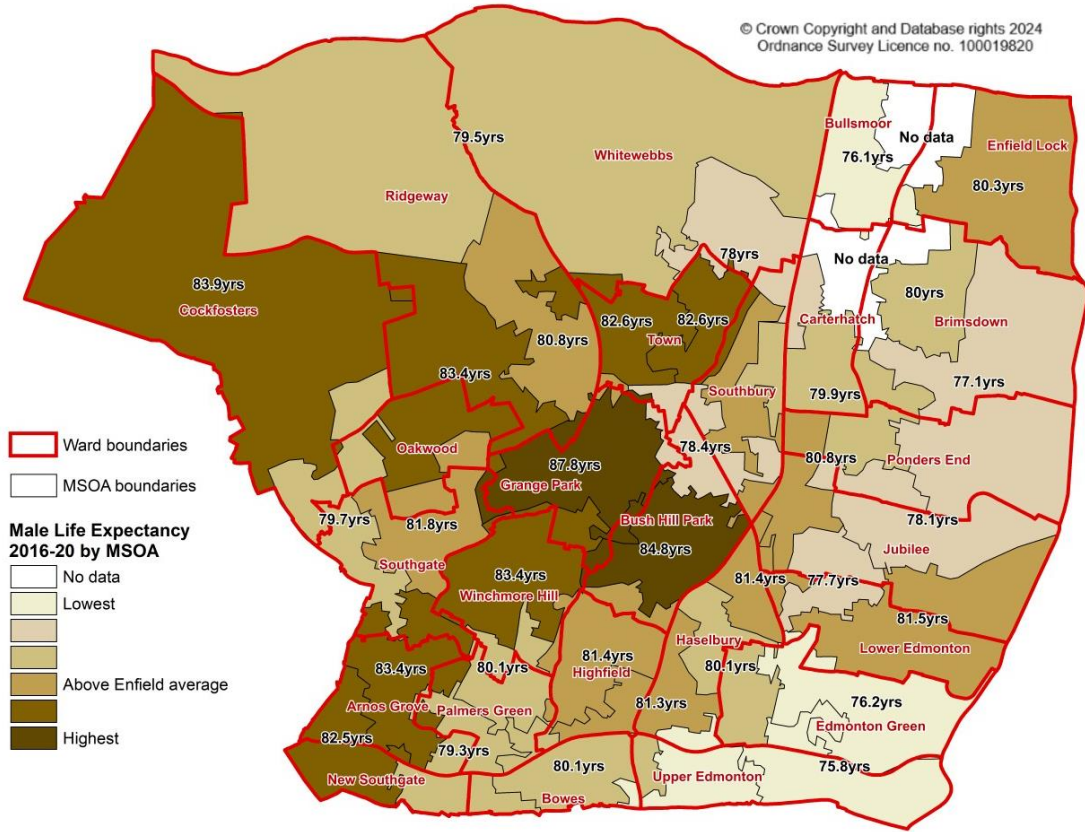 © Crown Copyright and Database rights 2024
Ordnance Survey Licence no. 100019820
Bullsmoor
No data
Enfield Lock
79.5yrs
Whitewebbs
76.1yrs
80.3yrs
Ridgeway
78yrs
No data
83.9yrs
Cockfosters
80yrs
82.6yrs
82.6yrs
Carterhatch
Brimsdown
80.8yrs
Town
83.4yrs
77.1yrs
Southbury
79.9yrs
Ward boundaries
Oakwood
78.4yrs
80.8yrs
Ponders End
87.8yrs
MSOA boundaries
Grange Park
79.7yrs
81.8yrs
Bush Hill Park
78.1yrs
Male Life Expectancy
2016-20 by MSOA
84.8yrs
Jubilee
Southgate
No data
83.4yrs
81.4yrs
77.7yrs
Lowest
Winchmore Hill
81.5yrs
Haselbury
Lower Edmonton
81.4yrs
83.4yrs
80.1yrs
Highfield
80.1yrs
Above Enfield average
Arnos Grove
Palmers Green
81.3yrs
76.2yrs
Edmonton Green
Highest
82.5yrs
79.3yrs
80.1yrs
75.8yrs
New Southgate
Upper Edmonton
Bowes